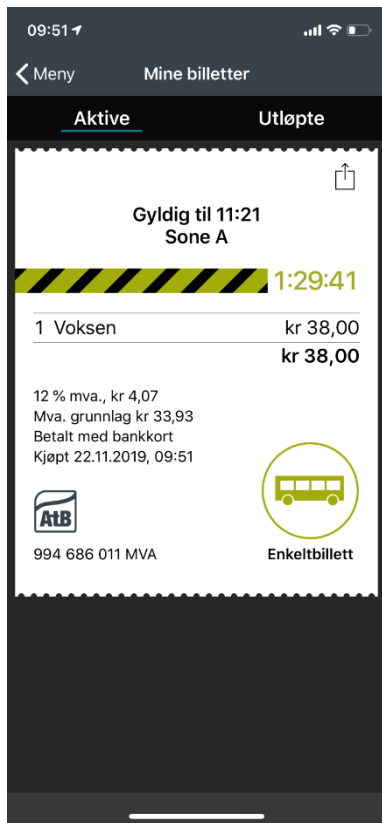 09:51
Meny
Mine billetter
Aktive
Utløpte
Gyldig til 11:21
Sone A
1:29:41
1 Voksen kr 38,00
kr 38,00
12 % mva., kr 4,07
Mva. grunnlag kr 33,93
Betalt med bankkort
Kjøpt 22.11.2019, 09:51
AtB
994 686 011 MVA
Enkeltbillett